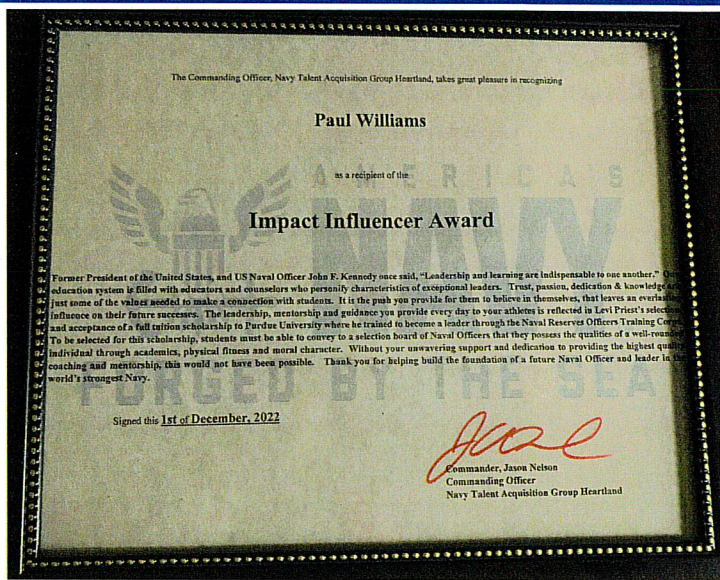 The Commanding Officer, Navy Talent Acquisition Group Heartland, takes great pleasure in recognizing
Paul Williams
as a recipient of the
AMERICA'S
NAVY
Impact Influencer Award
Former President of the United States, and US Naval Officer John F. Kennedy once said, "Leadership and learning are indispensable to one another."
education system is filled with educators and counselors who personify characteristics of exceptional leaders. Trust, passion, dedication & knowledge
just some of the values needed to make a connection with students. It is the push you provide for them to believe in themselves, that leaves an
influence on their future successes. The leadership, mentorship and guidance you provide every day to your athletes is reflected in Levi Priest's
and acceptance of a full tuition scholarship to Purdue University where he trained to become a leader through the Naval Reserves Officers Training
To be selected for this scholarship, students must be able to convey to a selection board of Naval Officers that they possess the qualities of a
individual through academics, physical fitness and moral character. Without your unwavering support and dedication to providing the highest
coaching and mentorship, this would not have been possible. Thank you for helping build the foundation of a future Naval Officer and leader in
world's strongest Navy.
FORGED BY THE SEA
Signed this 1st of December, 2022
Commander, Jason Nelson
Commanding Officer
Navy Talent Acquisition Group Heartland